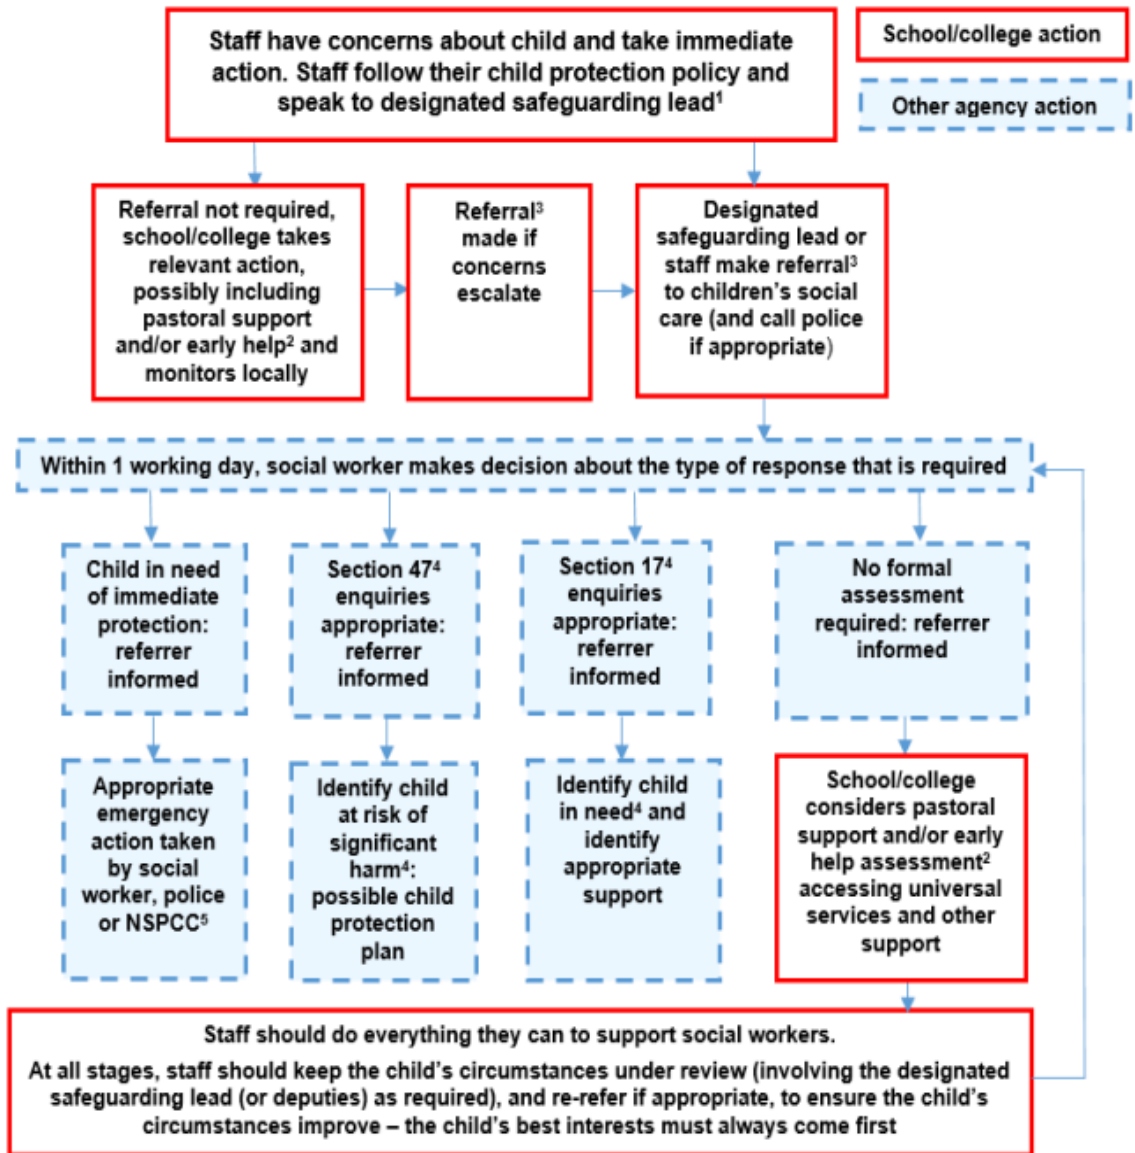 Staff have concerns about child and take immediate
action. Staff follow their child protection policy and
speak to designated safeguarding lead¹
School/college action
Other agency action
Referral not required,
school/college takes
relevant action,
possibly including
pastoral support
and/or early help² and
monitors locally
Referral³
made if
concerns
escalate
Designated
safeguarding lead or
staff make referral³
to children's social
care (and call police
if appropriate)
Within 1 working day, social worker makes decision about the type of response that is required
Child in need
of immediate
protection:
referrer
informed
Section 47⁴
enquiries
appropriate:
referrer
informed
Section 17⁴
enquiries
appropriate:
referrer
informed
No formal
assessment
required: referrer
informed
Appropriate
emergency
action taken
by social
worker, police
or NSPCC⁵
Identify child
at risk of
significant
harm⁴:
possible child
protection
plan
Identify child
in need⁴ and
identify
appropriate
support
School/college
considers pastoral
support and/or early
help assessment²
accessing universal
services and other
support
Staff should do everything they can to support social workers.
At all stages, staff should keep the child's circumstances under review (involving the designated
safeguarding lead (or deputies) as required), and re-refer if appropriate, to ensure the child's
circumstances improve – the child's best interests must always come first